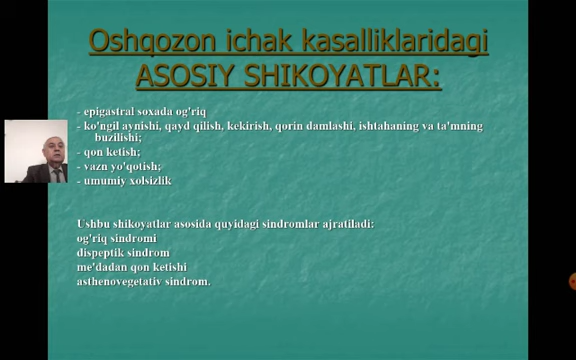 Oshqozon ichak kasalliklaridagi
ASOSIY SHIKOYATLAR:
- epigastral soxada og'riq
- ko'ngil aynishi, qayd qilish, kekirish, qorin damlashi, ishtahaning va ta'mning
buzilishi;
- qon ketish;
- vazn yo'qotish;
- umumiy xolsizlik
Ushbu shikoyatlar asosida quyidagi sindromlar ajratiladi:
og'riq sindromi
dispeptik sindrom
me'dadan qon ketishi
asthenovegetativ sindrom.